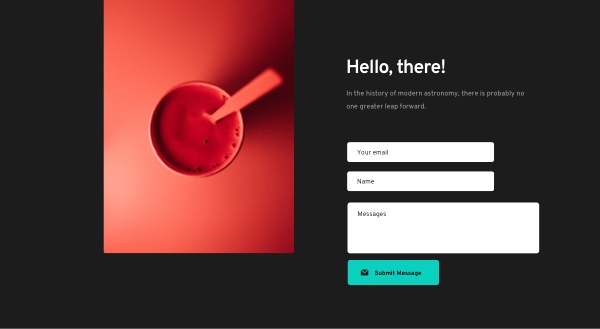 Hello, there!
In the history of modern astronomy, there is probably no
one greater leap forward.
Your email
Name
Messages
Submit Message